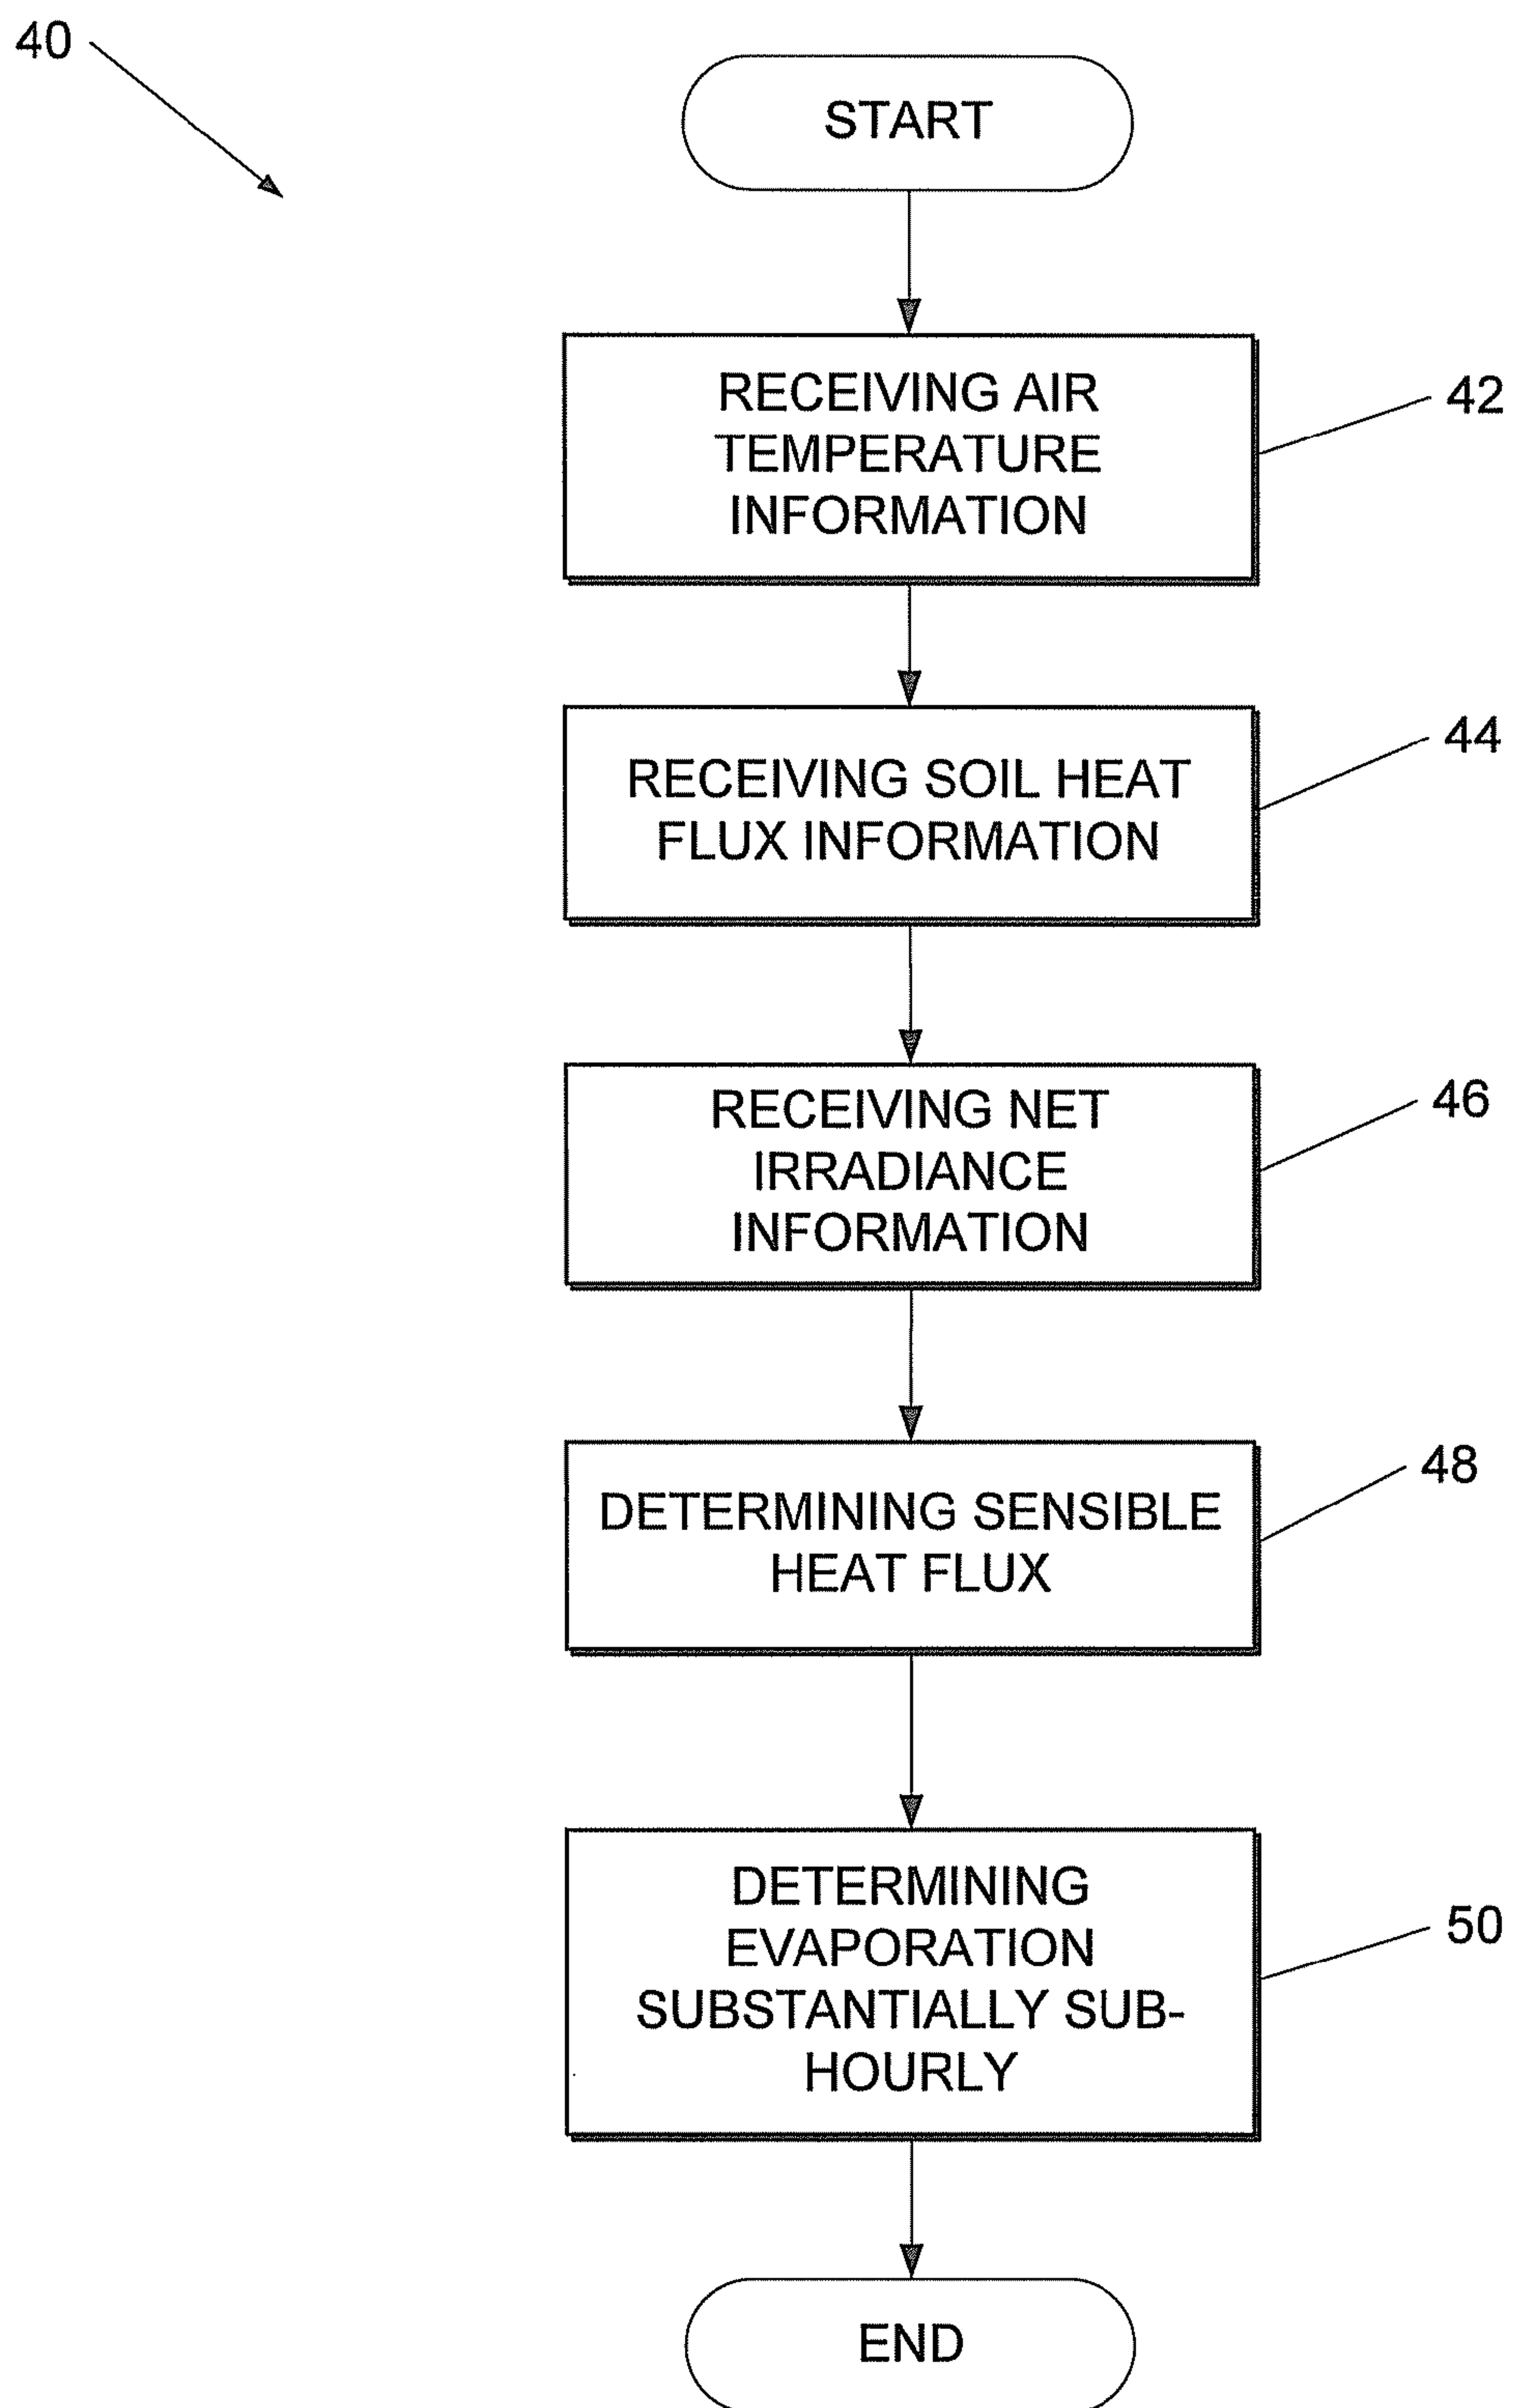 40
START
RECEIVING AIR
TEMPERATURE
INFORMATION
42
RECEIVING SOIL HEAT
FLUX INFORMATION
44
RECEIVING NET
IRRADIANCE
INFORMATION
46
DETERMINING SENSIBLE
HEAT FLUX
48
DETERMINING
EVAPORATION
SUBSTANTIALLY SUB-
HOURLY
50
END